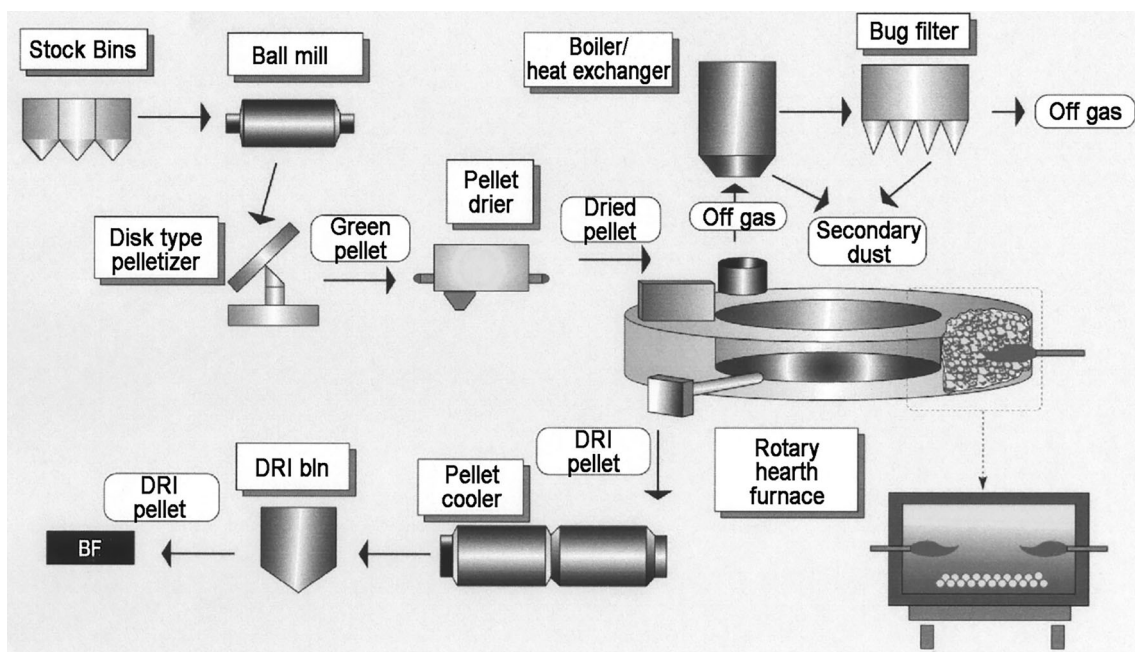 Stock Bins
Ball mill
Boiler/
heat exchanger
Bug filter
Off gas
Disk type
pelletizer
Green
pellet
Pellet
drier
Dried
pellet
Off gas
Secondary
dust
DRI
pellet
DRI bln
Pellet
cooler
DRI
pellet
Rotary
hearth
furnace
BF